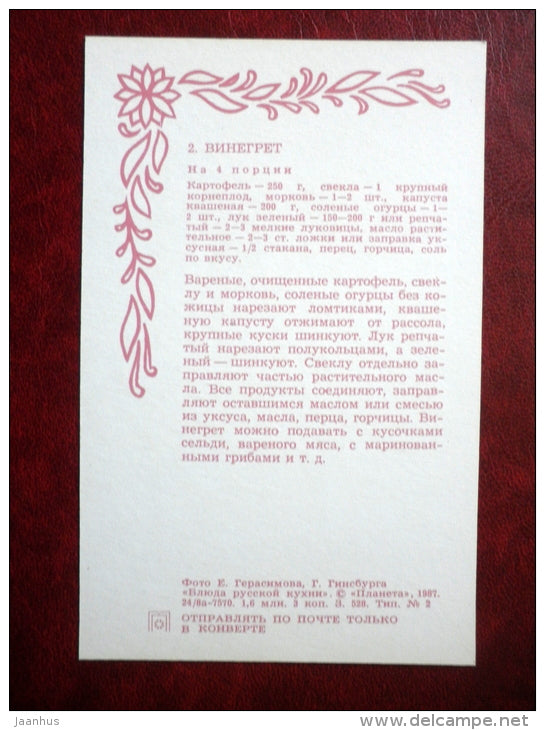 2. ВИНЕГРЕТ
На 4 порции
Картофель — 250 г, свекла — 1 крупный
корнеплод, морковь — 1—2 шт., капуста
квашеная — 200 г, соленые огурцы — 1—
2 шт., лук зеленый — 150—200 г или репча-
тый — 2—3 мелкие луковицы, масло расти-
тельное — 2—3 ст. ложки или заправка ук-
сусная — 1/2 стакана, перец, горчица, соль
по вкусу.
Вареные, очищенные картофель, свек-
лу и морковь, соленые огурцы без ко-
жицы нарезают ломтиками, кваше-
ную капусту отжимают от рассола,
крупные куски шинкуют. Лук репча-
тый нарезают полукольцами, а зеле-
ный — шинкуют. Свеклу отдельно за-
правляют частью растительного мас-
ла. Все продукты соединяют, заправ-
ляют оставшимся маслом или смесью
из уксуса, масла, перца, горчицы. Ви-
негрет можно подавать с кусочками
сельди, вареного мяса, с маринован-
ными грибами и т. д.
Фото Е. Герасимова, Г. Гинсбурга
«Блюда русской кухни». © «Планета», 1987.
24/8а-7570. 1,6 млн. 3 коп. З. 528. Тип. № 2
ОТПРАВЛЯТЬ ПО ПОЧТЕ ТОЛЬКО
В КОНВЕРТЕ
jaanhus
www.delcampe.net